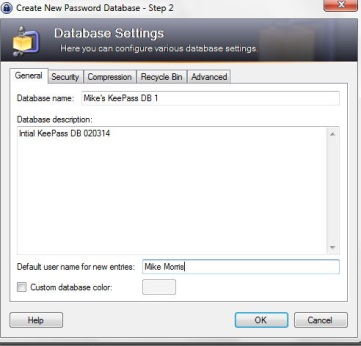 Create New Password Database - Step 2
Database Settings
Here you can configure various database settings.
General Security Compression Recycle Bin Advanced
Database name: Mike's KeePass DB 1
Database description:
Intial KeePass DB 020314
Default user name for new entries: Mike Morris
Custom database color:
Help OK Cancel